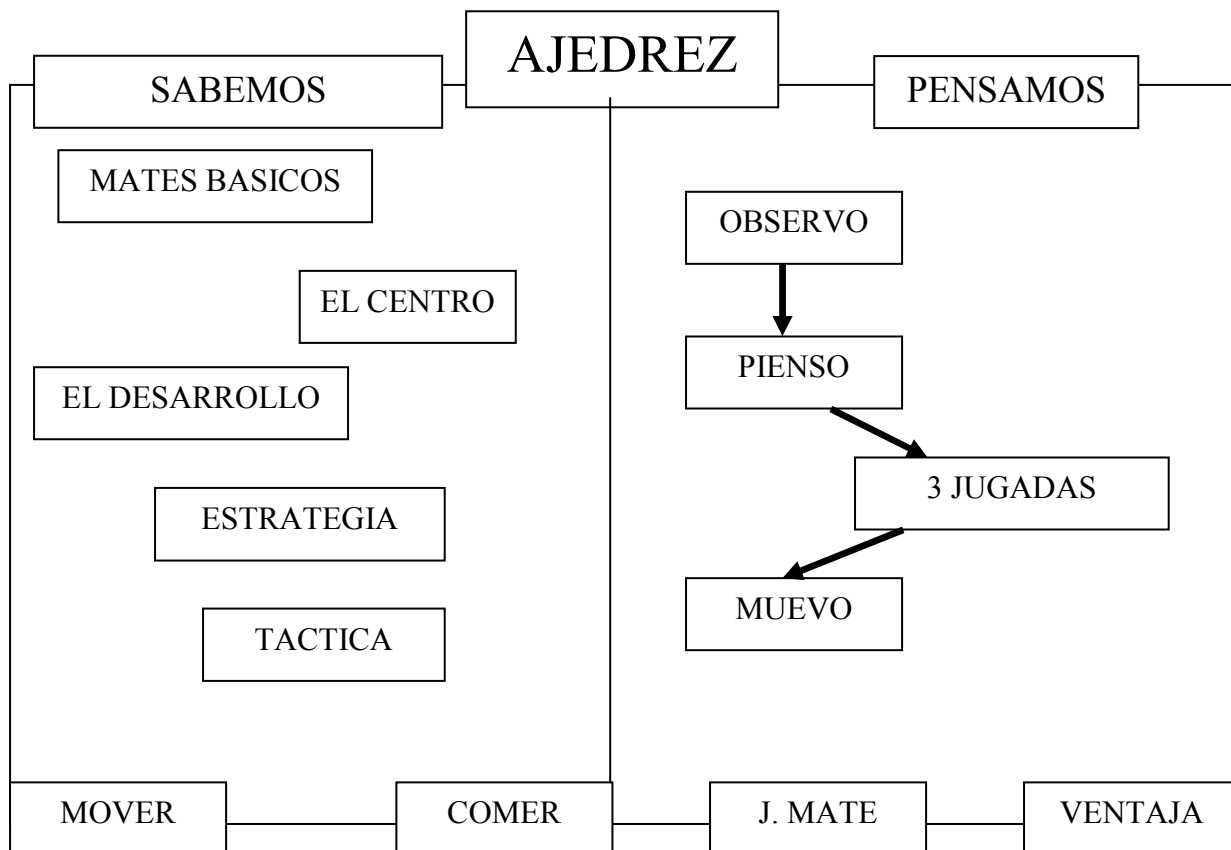 AJEDREZ
SABEMOS
PENSAMOS
MATES BASICOS
EL CENTRO
EL DESARROLLO
ESTRATEGIA
TACTICA
OBSERVO
PIENSO
3 JUGADAS
MUEVO
MOVER
COMER
J. MATE
VENTAJA